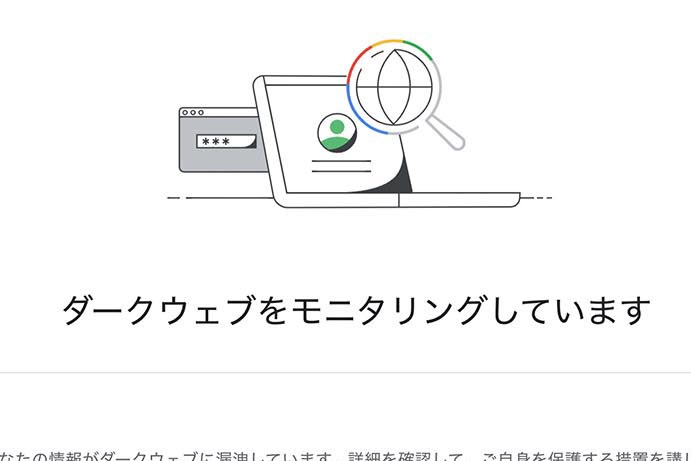 ***
ダークウェブをモニタリングしています
なたの情報がダークウェブに漏洩しています。詳細を確認して、ご自身を保護する措置を講じ